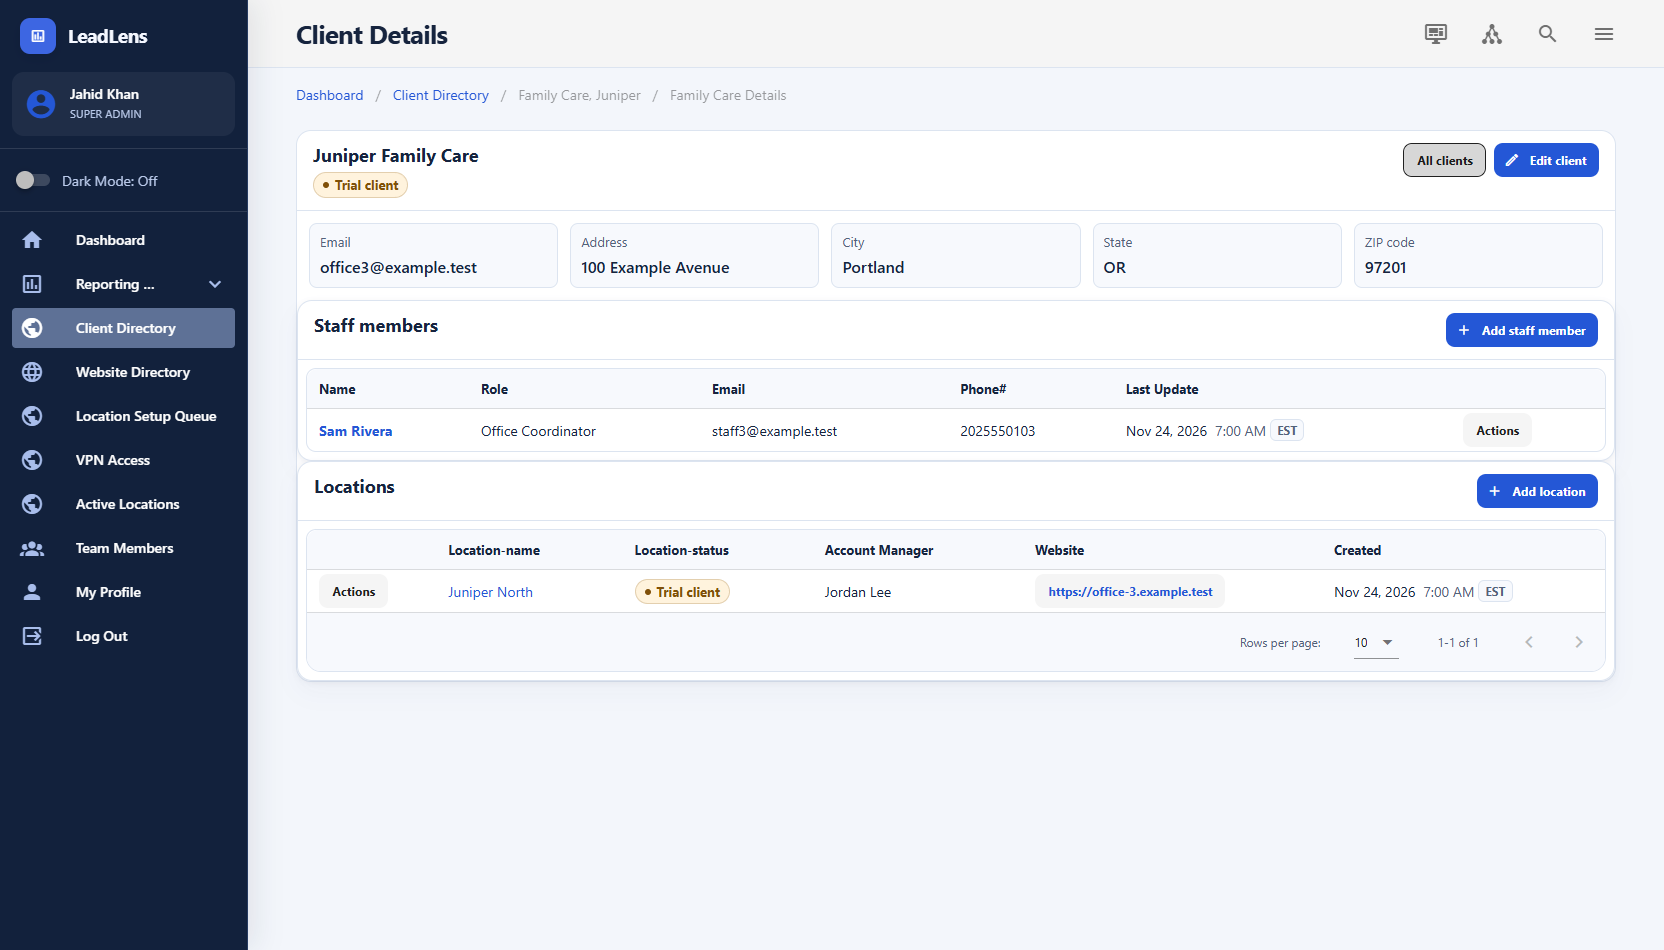 LeadLens
Jahid Khan
SUPER ADMIN
Dark Mode: Off
Dashboard
Reporting ...
Client Directory
Website Directory
Location Setup Queue
VPN Access
Active Locations
Team Members
My Profile
Log Out
Client Details
Dashboard / Client Directory / Family Care, Juniper / Family Care Details
Juniper Family Care
Trial client
All clients
Edit client
Email
office3@example.test
Address
100 Example Avenue
City
Portland
State
OR
ZIP code
97201
Staff members
+ Add staff member
Name Role Email Phone# Last Update
Sam Rivera Office Coordinator staff3@example.test 2025550103 Nov 24, 2026 7:00 AM EST Actions
Locations
+ Add location
Location-name Location-status Account Manager Website Created
Actions Juniper North Trial client Jordan Lee https://office-3.example.test Nov 24, 2026 7:00 AM EST
Rows per page: 10 1-1 of 1